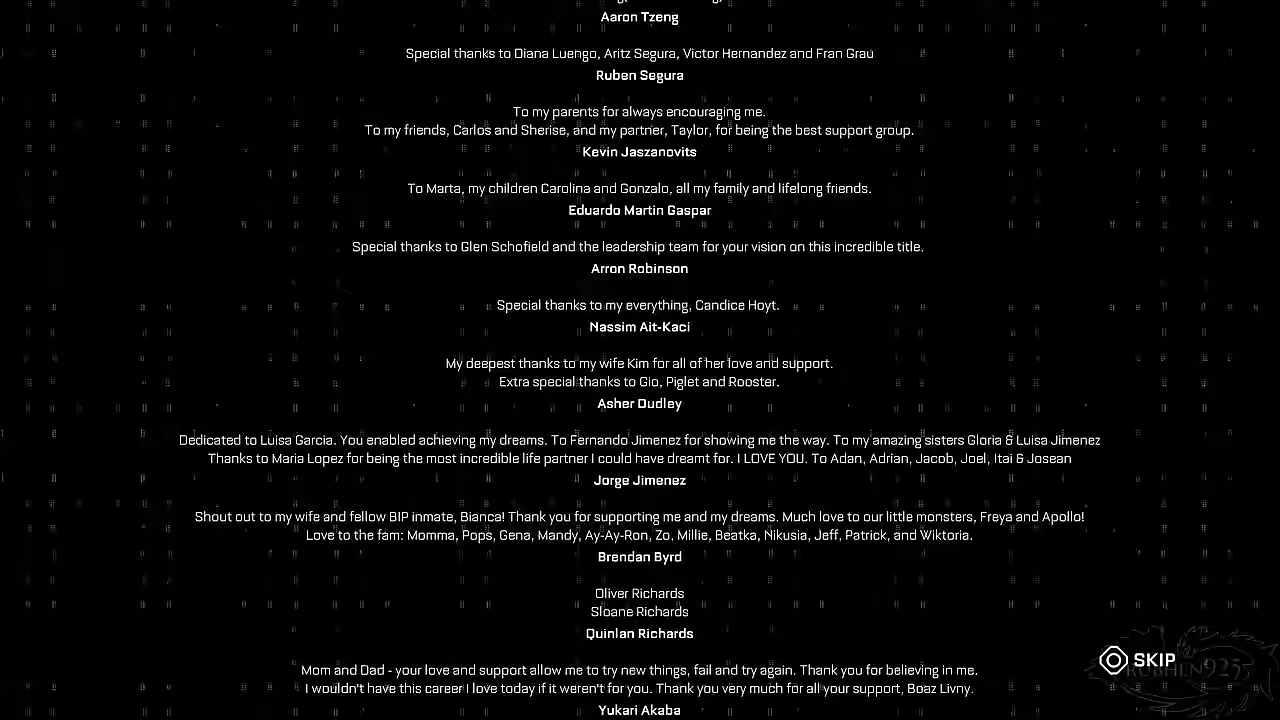 Aaron Tzeng
Special thanks to Diana Luengo, Aritz Segura, Victor Hernandez and Fran Grau
Ruben Segura
To my parents for always encouraging me.
To my friends, Carlos and Sherise, and my partner, Taylor, for being the best support group.
Kevin Jaszanovits
To Marta, my children Carolina and Gonzalo, all my family and lifelong friends.
Eduardo Martin Gaspar
Special thanks to Glen Schofield and the leadership team for your vision on this incredible title.
Arron Robinson
Special thanks to my everything, Candice Hoyt.
Nassim Ait-Kaci
My deepest thanks to my wife Kim for all of her love and support.
Extra special thanks to Gio, Piglet and Rooster.
Asher Dudley
Dedicated to Luisa Garcia. You enabled achieving my dreams. To Fernando Jimenez for showing me the way. To my amazing sisters Gloria & Luisa Jimenez
Thanks to Maria Lopez for being the most incredible life partner I could have dreamt for. I LOVE YOU. To Adan, Adrian, Jacob, Joel, Itai & Josean
Jorge Jimenez
Shout out to my wife and fellow BIP inmate, Bianca! Thank you for supporting me and my dreams. Much love to our little monsters, Freya and Apollo!
Love to the fam: Momma, Pops, Gena, Mandy, Ay-Ay-Ron, Zo, Millie, Beatka, Nikusia, Jeff, Patrick, and Wiktoria.
Brendan Byrd
Oliver Richards
Sloane Richards
Quinlan Richards
Mom and Dad - your love and support allow me to try new things, fail and try again. Thank you for believing in me.
I wouldn't have this career I love today if it weren't for you. Thank you very much for all your support, Boaz Livny.
Yukari Akaba
SKIP